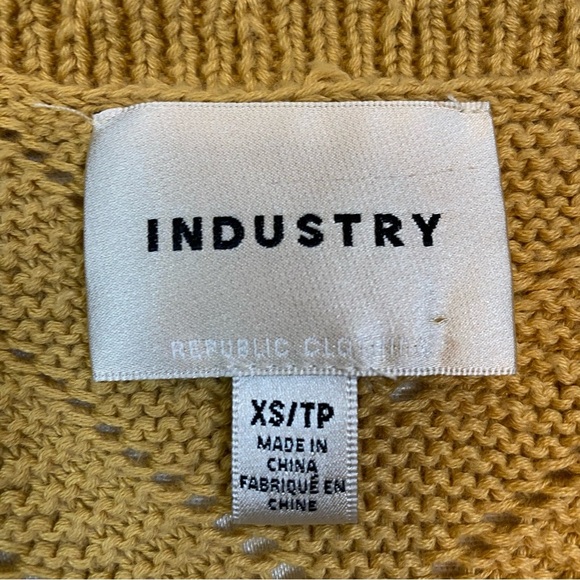 INDUSTRY
REPUBLIC CLOTHING
XS/TP
MADE IN
CHINA
FABRIQUÉ EN
CHINE